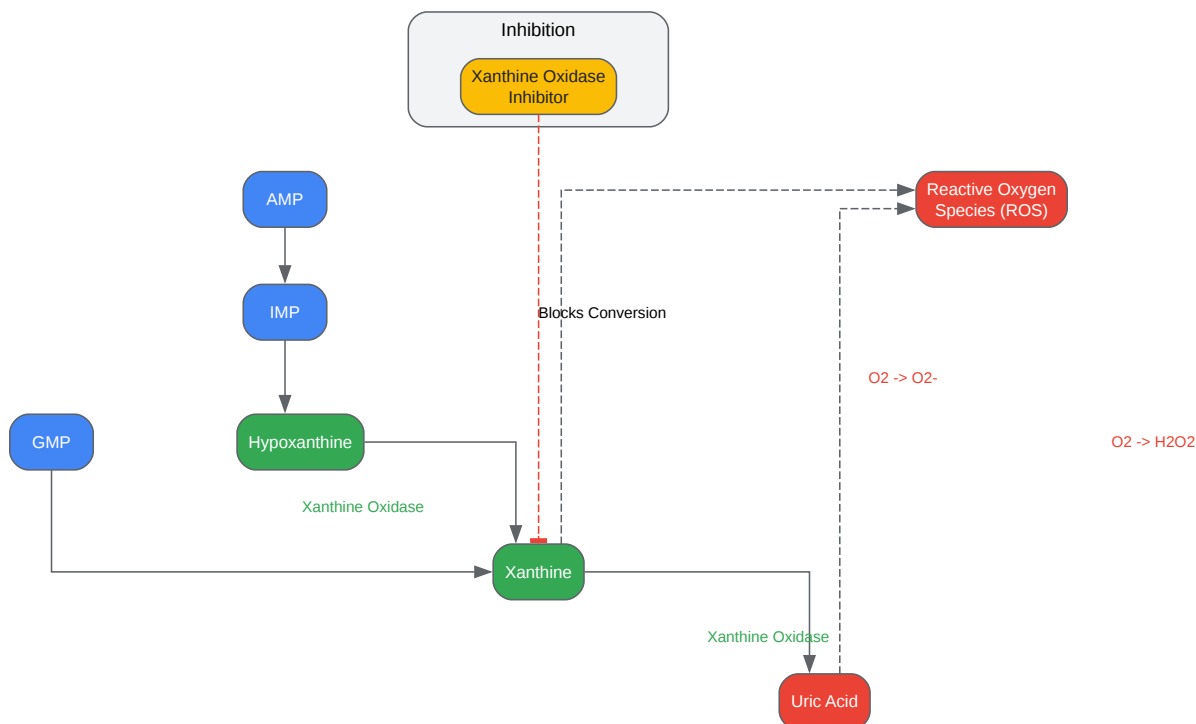 Inhibition
Xanthine Oxidase
Inhibitor
AMP
Reactive Oxygen
Species (ROS)
IMP
Blocks Conversion
O2 -> O2-
GMP
Hypoxanthine
O2 -> H2O2
Xanthine Oxidase
Xanthine
Xanthine Oxidase
Uric Acid